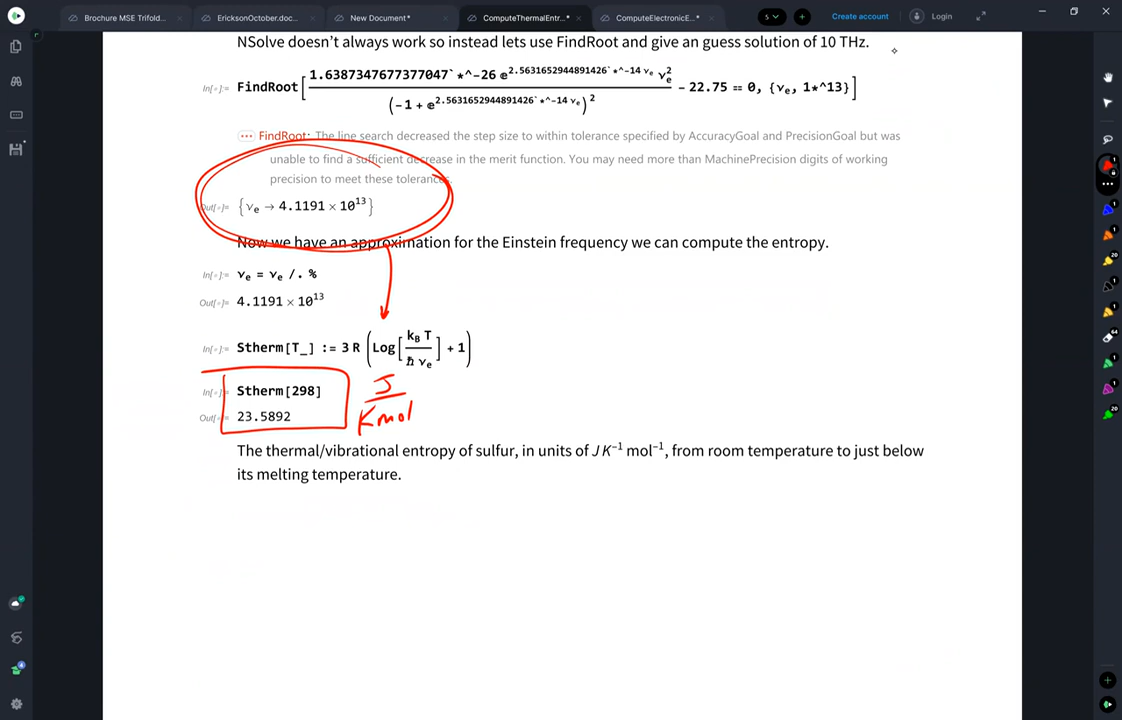 Brochure MSE Trifold...
EricksonOctober.doc...
New Document*
ComputeThermalEntr...*
ComputeElectronicE...*
5
Create account
Login
NSolve doesn't always work so instead lets use FindRoot and give an guess solution of 10 THz.
In[◦]:= FindRoot[(1.6387347677377047`*^-26 ⅇ^(2.5631652944891426`*^-14 νe) νe^2)/(-1 + ⅇ^(2.5631652944891426`*^-14 νe))^2 - 22.75 == 0, {νe, 1*^13}]
FindRoot: The line search decreased the step size to within tolerance specified by AccuracyGoal and PrecisionGoal but was
unable to find a sufficient decrease in the merit function. You may need more than MachinePrecision digits of working
precision to meet these tolerances.
Out[◦]= {νe → 4.1191 × 10^13}
Now we have an approximation for the Einstein frequency we can compute the entropy.
In[◦]:= νe = νe /. %
Out[◦]= 4.1191 × 10^13
In[◦]:= Stherm[T_] := 3 R (Log[kB T / ℏ νe] + 1)
In[◦]:= Stherm[298]
J
Out[◦]= 23.5892
K mol
The thermal/vibrational entropy of sulfur, in units of J K⁻¹ mol⁻¹, from room temperature to just below
its melting temperature.